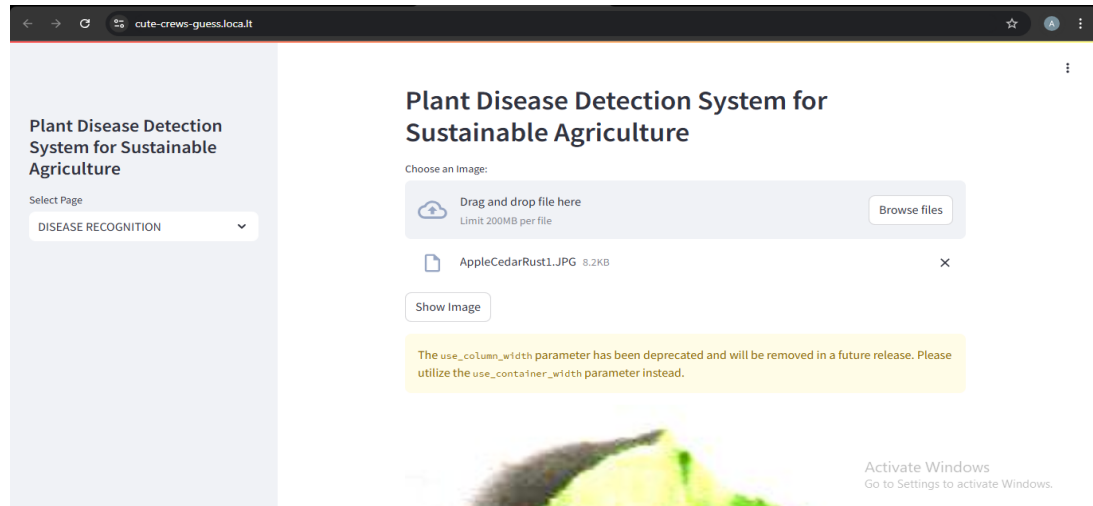 cute-crews-guess.loca.lt
A
Plant Disease Detection
System for Sustainable
Agriculture
Select Page
DISEASE RECOGNITION
Plant Disease Detection System for
Sustainable Agriculture
Choose an Image:
Drag and drop file here
Limit 200MB per file
Browse files
AppleCedarRust1.JPG 8.2KB
Show Image
The use_column_width parameter has been deprecated and will be removed in a future release. Please
utilize the use_container_width parameter instead.
Activate Windows
Go to Settings to activate Windows.